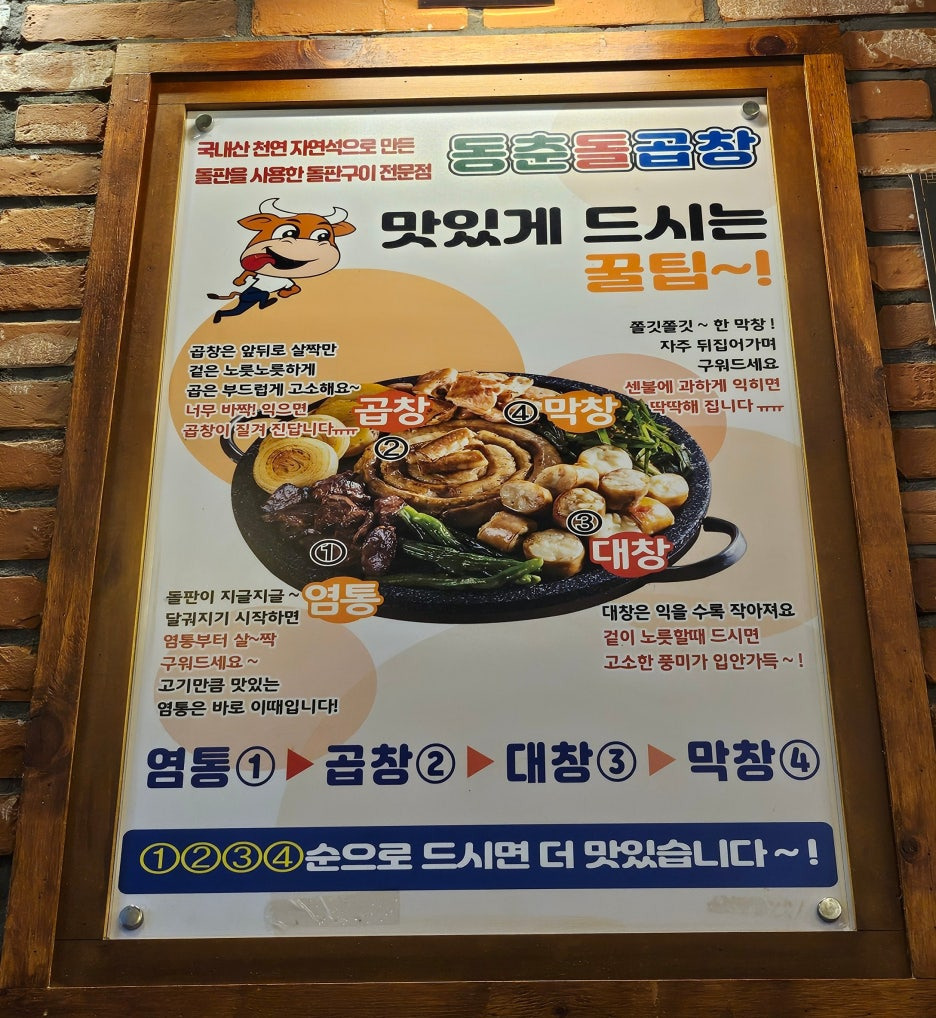 국내산 천연 자연석으로 만든
돌판을 사용한 돌판구이 전문점
동춘돌곱창
맛있게 드시는
꿀팁~!
곱창은 앞뒤로 살짝만
겉은 노릇노릇하게
곱은 부드럽게 고소해요~
너무 바짝! 익으면
곱창이 질겨 진답니다ㅠㅠ
쫄깃쫄깃~ 한 막창!
자주 뒤집어가며
구워드세요
센불에 과하게 익히면
딱딱해 집니다 ㅠㅠ
곱창
②
④ 막창
③
대창
①
염통
돌판이 지글지글~
달궈지기 시작하면
염통부터 살~짝
구워드세요~
고기만큼 맛있는
염통은 바로 이때입니다!
대창은 익을 수록 작아져요
겉이 노릇할때 드시면
고소한 풍미가 입안가득~!
염통① ▶ 곱창② ▶ 대창③ ▶ 막창④
①②③④순으로 드시면 더 맛있습니다~!